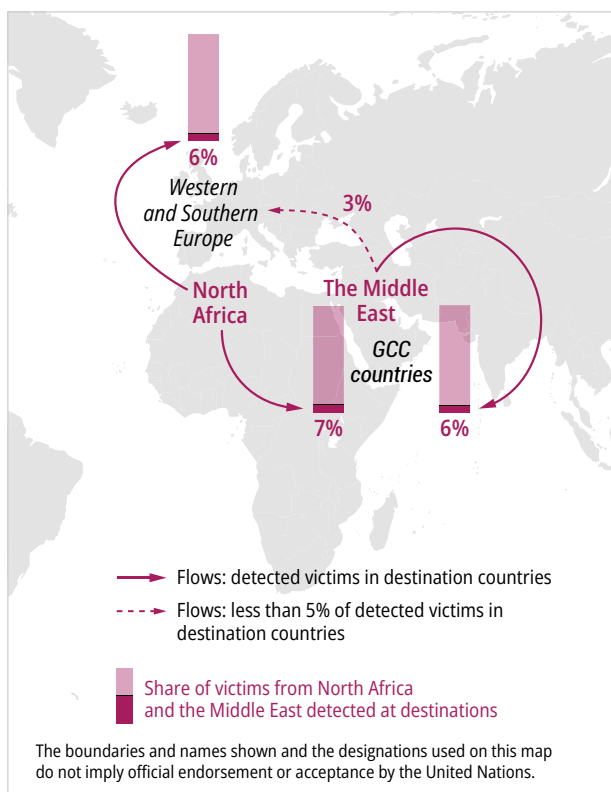 6%
Western
and Southern
Europe
3%
North
Africa
The Middle
East
GCC
countries
7%
6%
Flows: detected victims in destination countries
Flows: less than 5% of detected victims in
destination countries
Share of victims from North Africa
and the Middle East detected at destinations
The boundaries and names shown and the designations used on this map
do not imply official endorsement or acceptance by the United Nations.